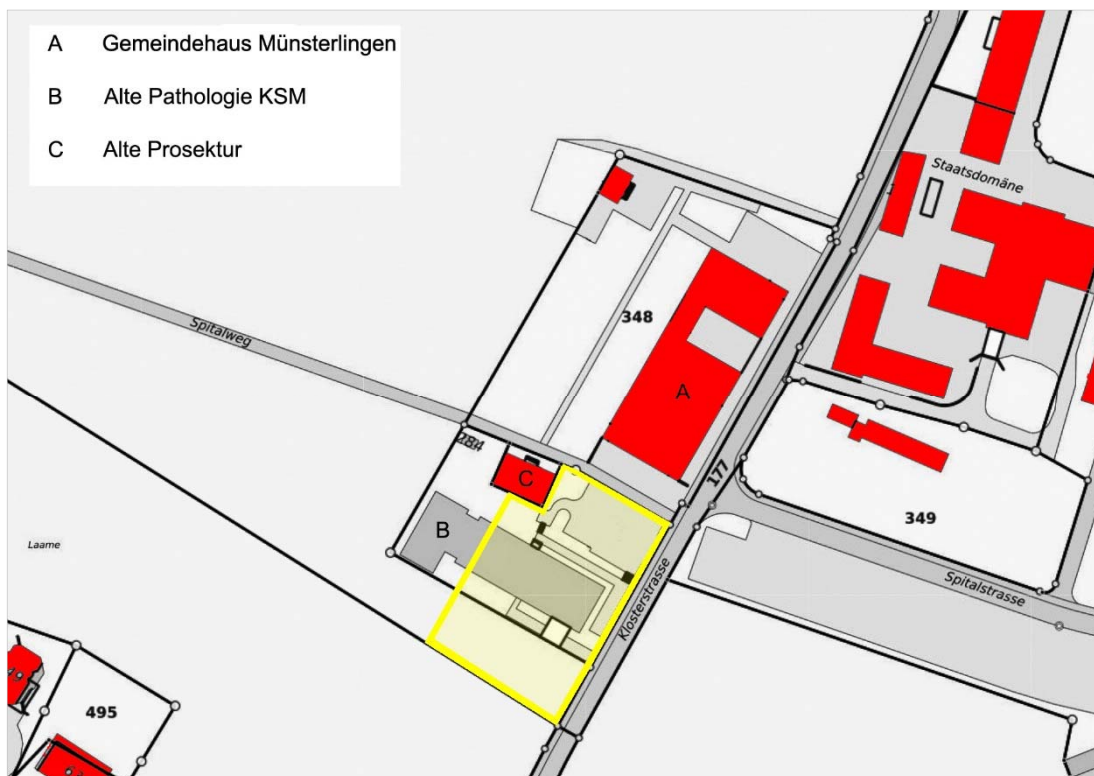 A Gemeindehaus Münsterlingen
B Alte Pathologie KSM
C Alte Prosektur
Staatsdomäne
Spitalweg
348
A
284
C
177
349
B
Laame
Klosterstrasse
Spitalstrasse
495